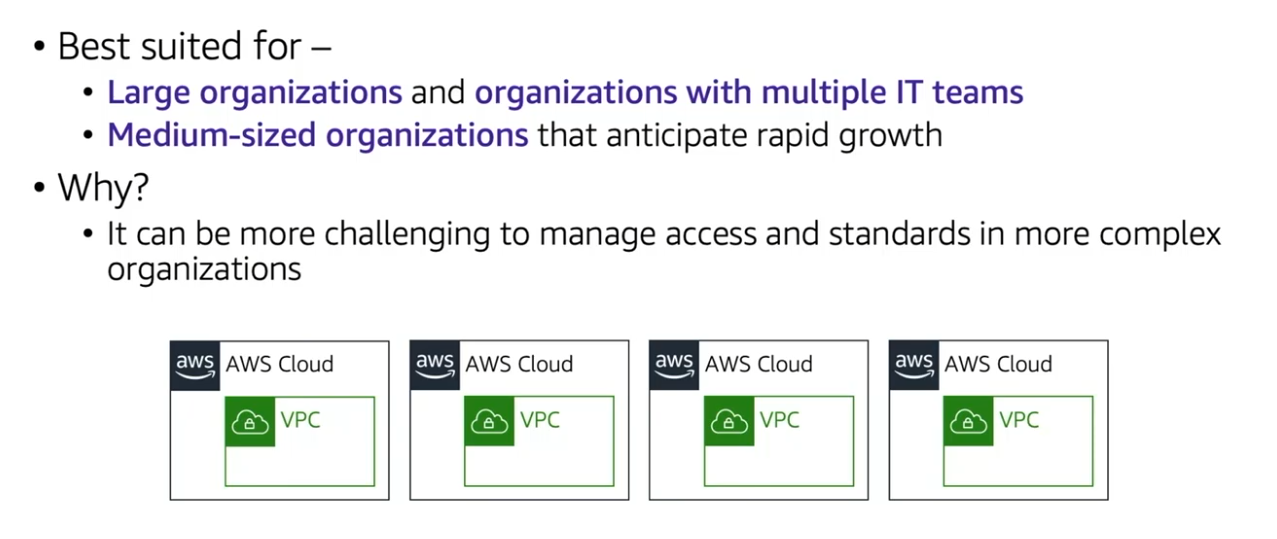 • Best suited for –
• Large organizations and organizations with multiple IT teams
• Medium-sized organizations that anticipate rapid growth
• Why?
• It can be more challenging to manage access and standards in more complex
organizations
aws AWS Cloud
VPC
aws AWS Cloud
VPC
aws AWS Cloud
VPC
aws AWS Cloud
VPC